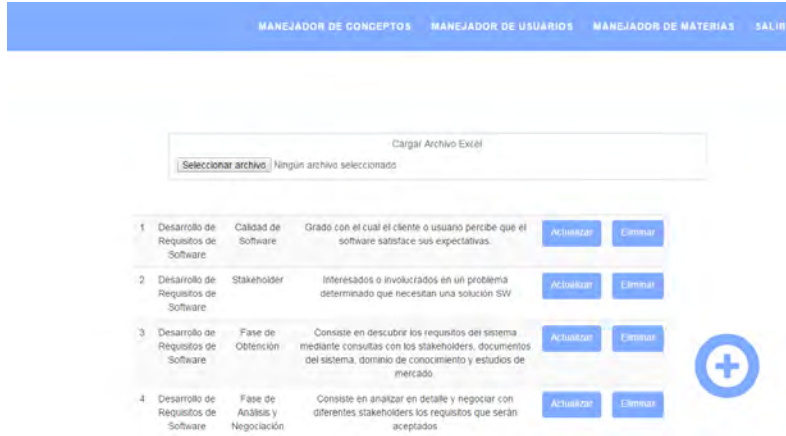 MANEJADOR DE CONCEPTOS MANEJADOR DE USUARIOS MANEJADOR DE MATERIAS SALIR
Cargar Archivo Excel
Seleccionar archivo Ningún archivo seleccionado
1 Desarrollo de Calidad de Grado con el cual el cliente o usuario percibe que el Actualizar Eliminar
Requisitos de Software software satisface sus expectativas.
Software
2 Desarrollo de Stakeholder Interesados o involucrados en un problema Actualizar Eliminar
Requisitos de determinado que necesitan una solución SW
Software
3 Desarrollo de Fase de Consiste en descubrir los requisitos del sistema Actualizar Eliminar
Requisitos de Obtención mediante consultas con los stakeholders, documentos
Software del sistema, dominio de conocimiento y estudios de
mercado.
4 Desarrollo de Fase de Consiste en analizar en detalle y negociar con Actualizar Eliminar
Requisitos de Análisis y diferentes stakeholders los requisitos que serán
Software Negociación aceptados